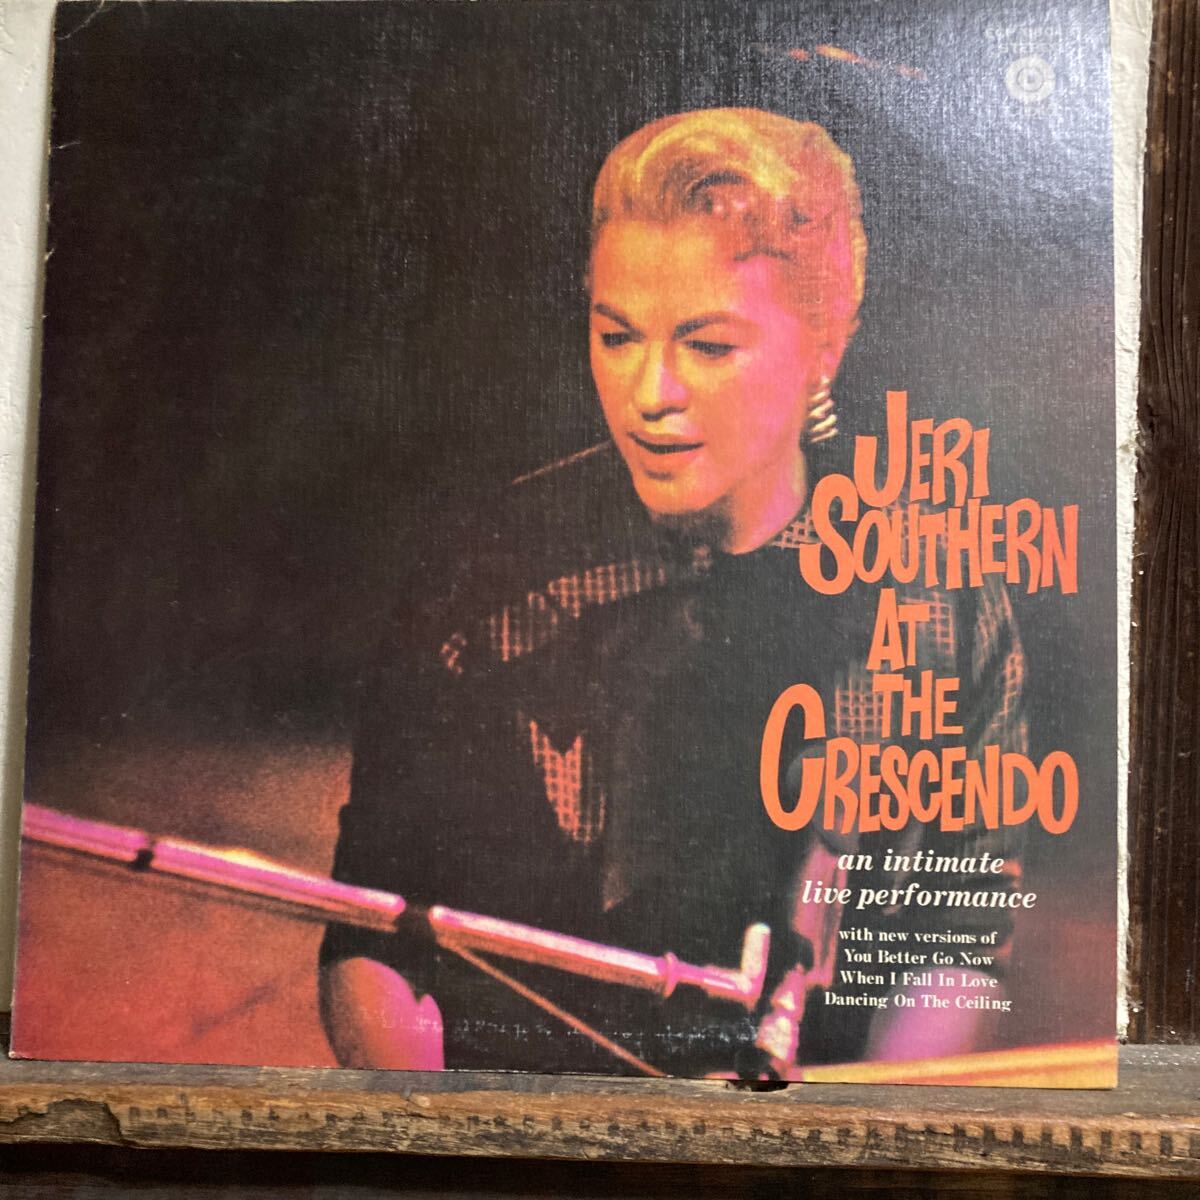 STEREO
JERI
SOUTHERN
AT
THE
CRESCENDO
an intimate
live performance
with new versions of
You Better Go Now
When I Fall In Love
Dancing On The Ceiling